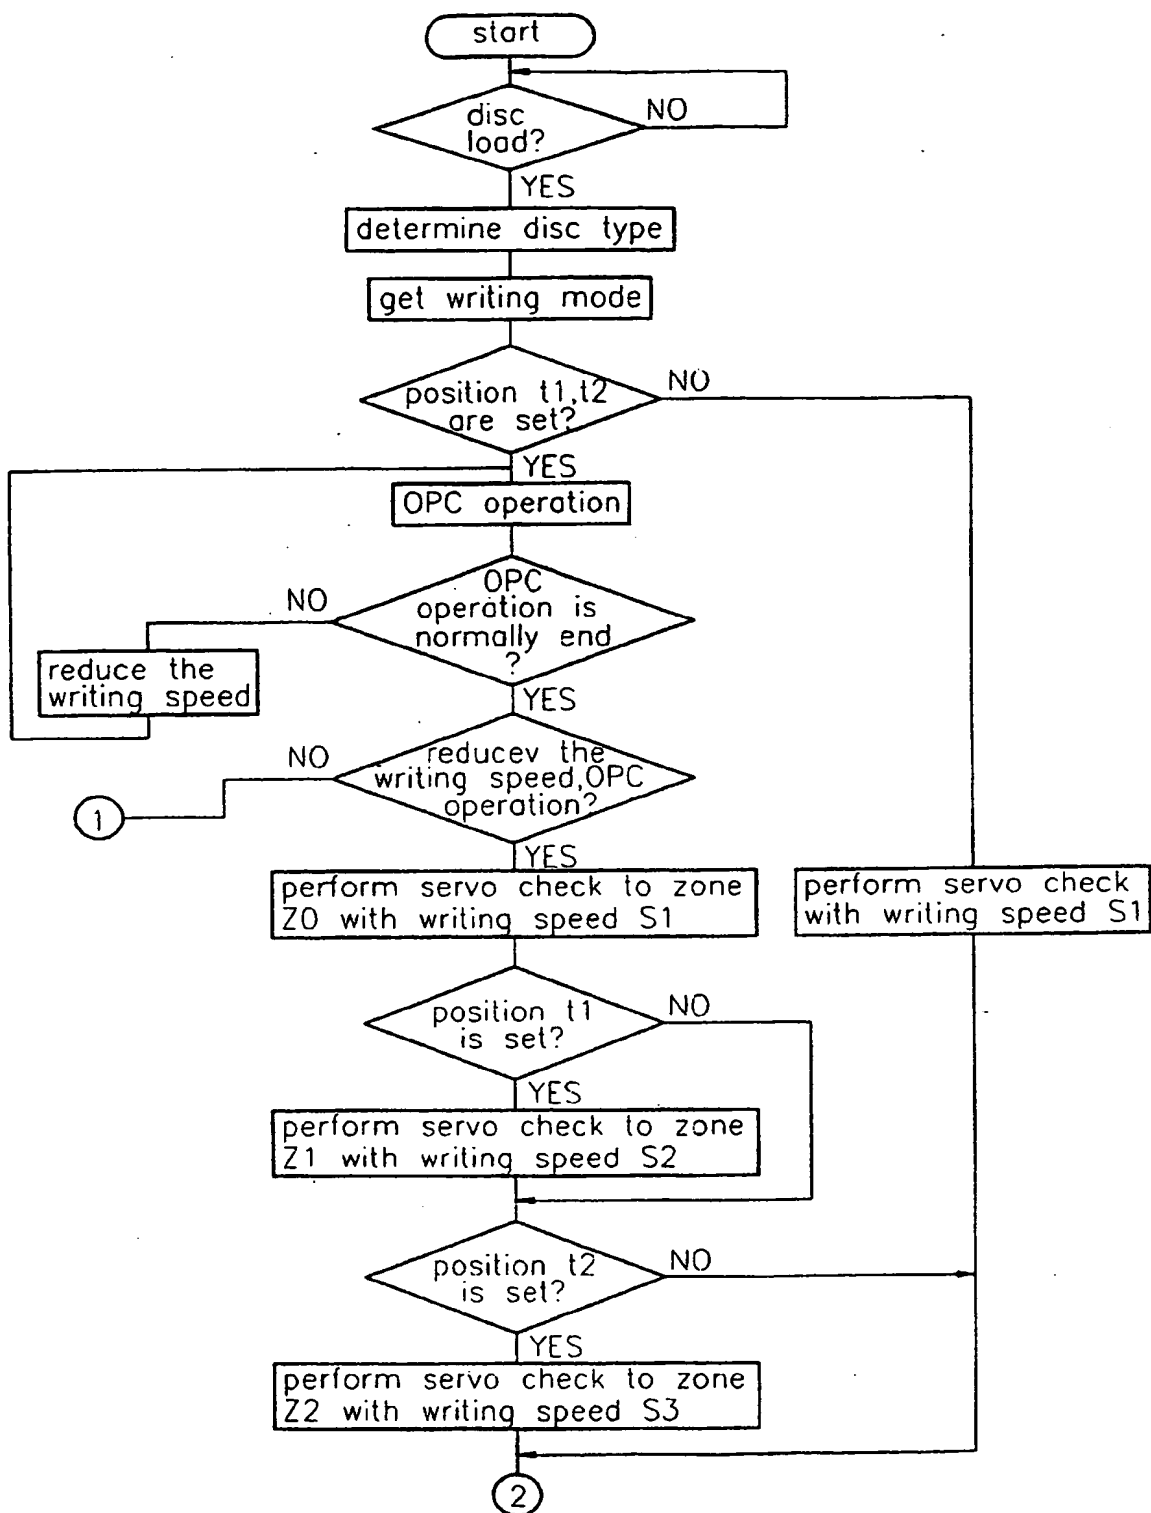 start
disc
load?
NO
YES
determine disc type
get writing mode
position t1,t2
are set?
NO
YES
OPC operation
OPC
operation is
normally end
?
NO
reduce the
writing speed
YES
reducev the
writing speed,OPC
operation?
NO
1
YES
perform servo check to zone
Z0 with writing speed S1
perform servo check
with writing speed S1
position t1
is set?
NO
YES
perform servo check to zone
Z1 with writing speed S2
position t2
is set?
NO
YES
perform servo check to zone
Z2 with writing speed S3
2